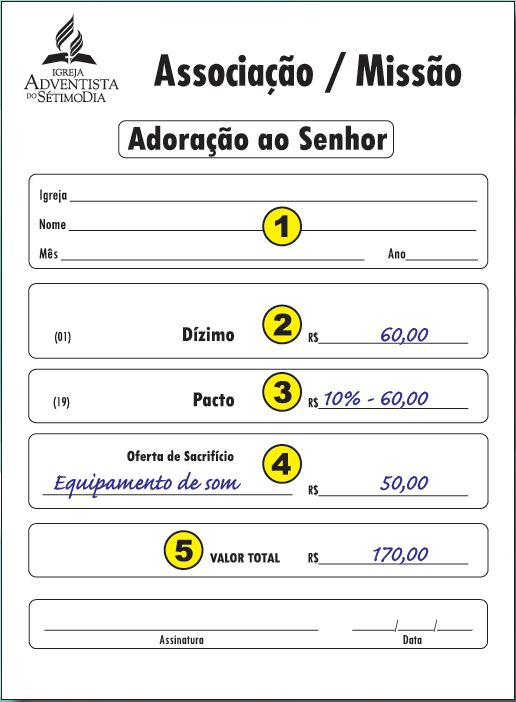 IGREJA
ADVENTISTA
DO SÉTIMO DIA
Associação / Missão
Adoração ao Senhor
Igreja
Nome
1
Mês Ano
(01) Dízimo 2 R$ 60,00
(19) Pacto 3 R$ 10% - 60,00
Oferta de Sacrifício 4
Equipamento de som R$ 50,00
5 VALOR TOTAL R$ 170,00
/ /
Assinatura Data